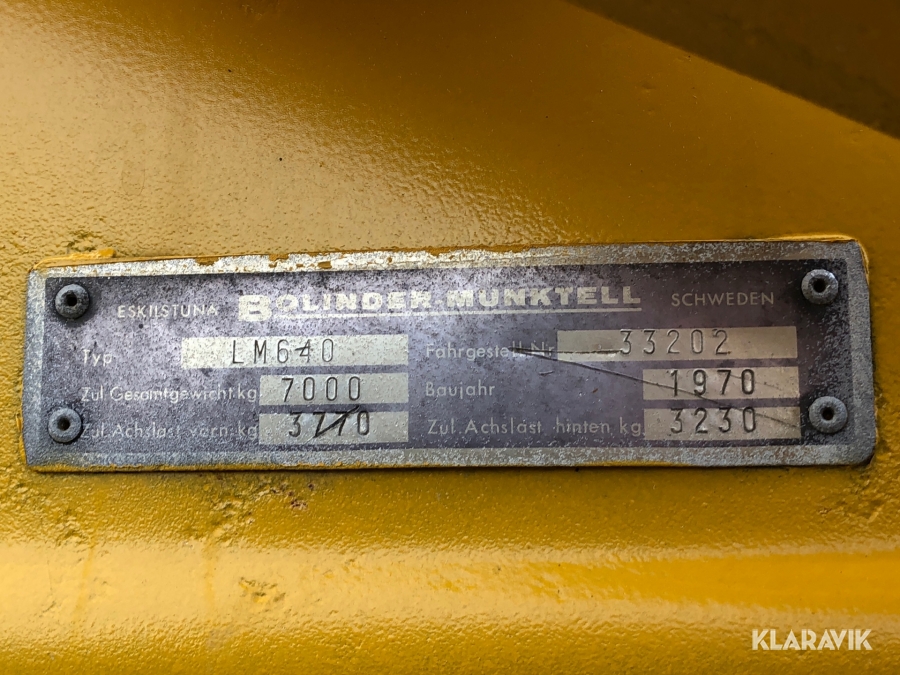 ESKILSTUNA BOLINDER-MUNKTELL SCHWEDEN
Typ LM640 Fahrgestell Nr 33202
Zul Gesamtgewicht kg 7000 Baujahr 1970
Zul. Achslast vorn kg 3770 Zul. Achslast hinten kg 3230
KLARAVIK